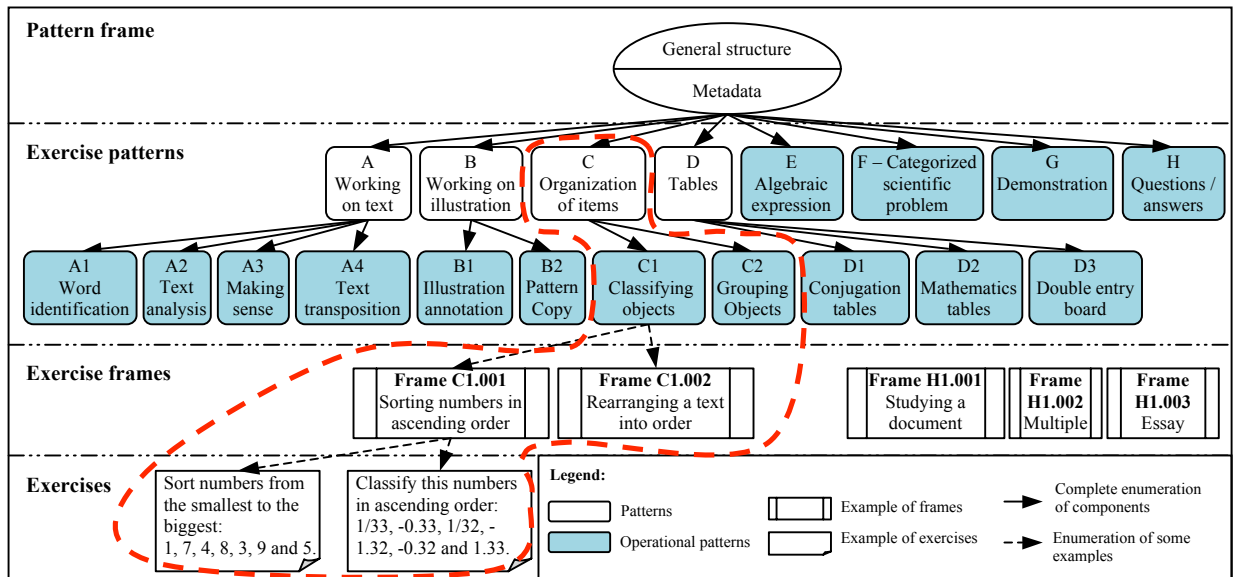 Pattern frame
General structure
Metadata
Exercise patterns
A
Working
on text
B
Working on
illustration
C
Organization
of items
D
Tables
E
Algebraic
expression
F – Categorized
scientific
problem
G
Demonstration
H
Questions /
answers
A1
Word
identification
A2
Text
analysis
A3
Making
sense
A4
Text
transposition
B1
Illustration
annotation
B2
Pattern
Copy
C1
Classifying
objects
C2
Grouping
Objects
D1
Conjugation
tables
D2
Mathematics
tables
D3
Double entry
board
Exercise frames
Frame C1.001
Sorting numbers in
ascending order
Frame C1.002
Rearranging a text
into order
Frame H1.001
Studying a
document
Frame
H1.002
Multiple
Frame
H1.003
Essay
Exercises
Sort numbers from
the smallest to the
biggest:
1, 7, 4, 8, 3, 9 and 5.
Classify this numbers
in ascending order:
1/33, -0.33, 1/32, -
1.32, -0.32 and 1.33.
Legend:
Patterns
Operational patterns
Example of frames
Example of exercises
Complete enumeration
of components
Enumeration of some
examples